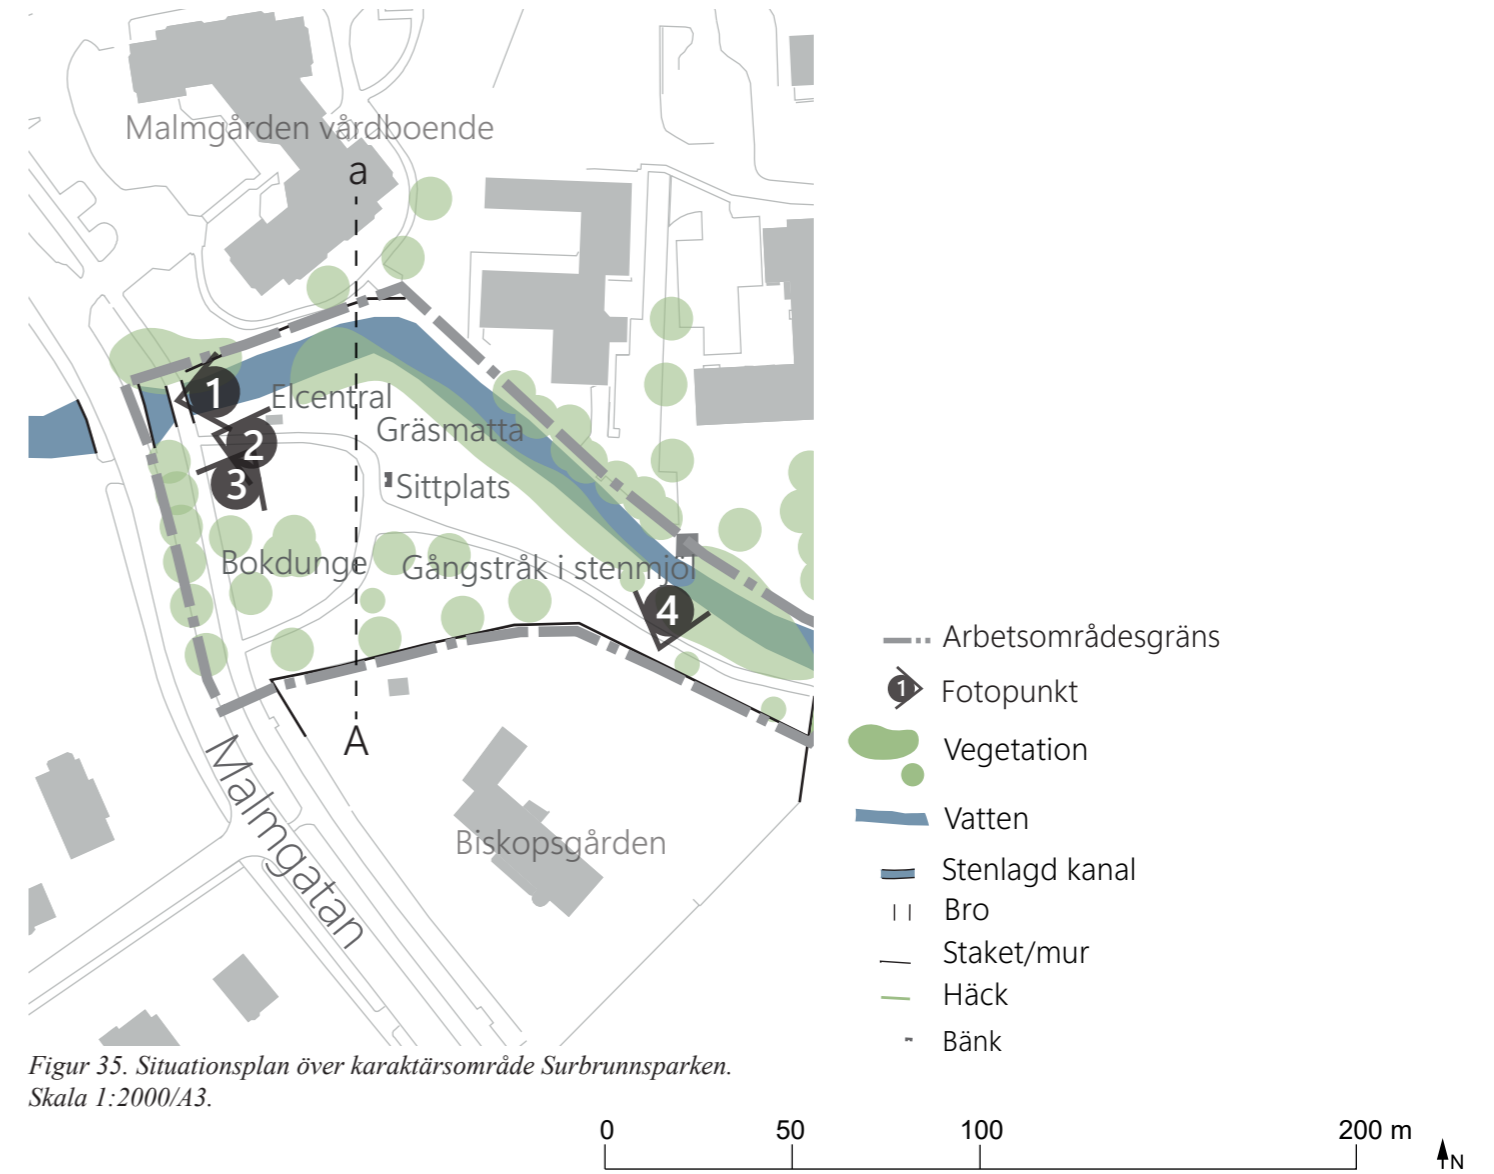 Malmgården vårdboende
a
1
Elcentral
2
Gräsmatta
3
Sittplats
Bokdunge
Gångstråk i stenmjöl
4
A
Malmgatan
Biskopsgården
Arbetsområdesgräns
1
Fotopunkt
Vegetation
Vatten
Stenlagd kanal
Bro
Staket/mur
Häck
Bänk
Figur 35. Situationsplan över karaktärsområde Surbrunnsparken.
Skala 1:2000/A3.
0 50 100 200 m
N